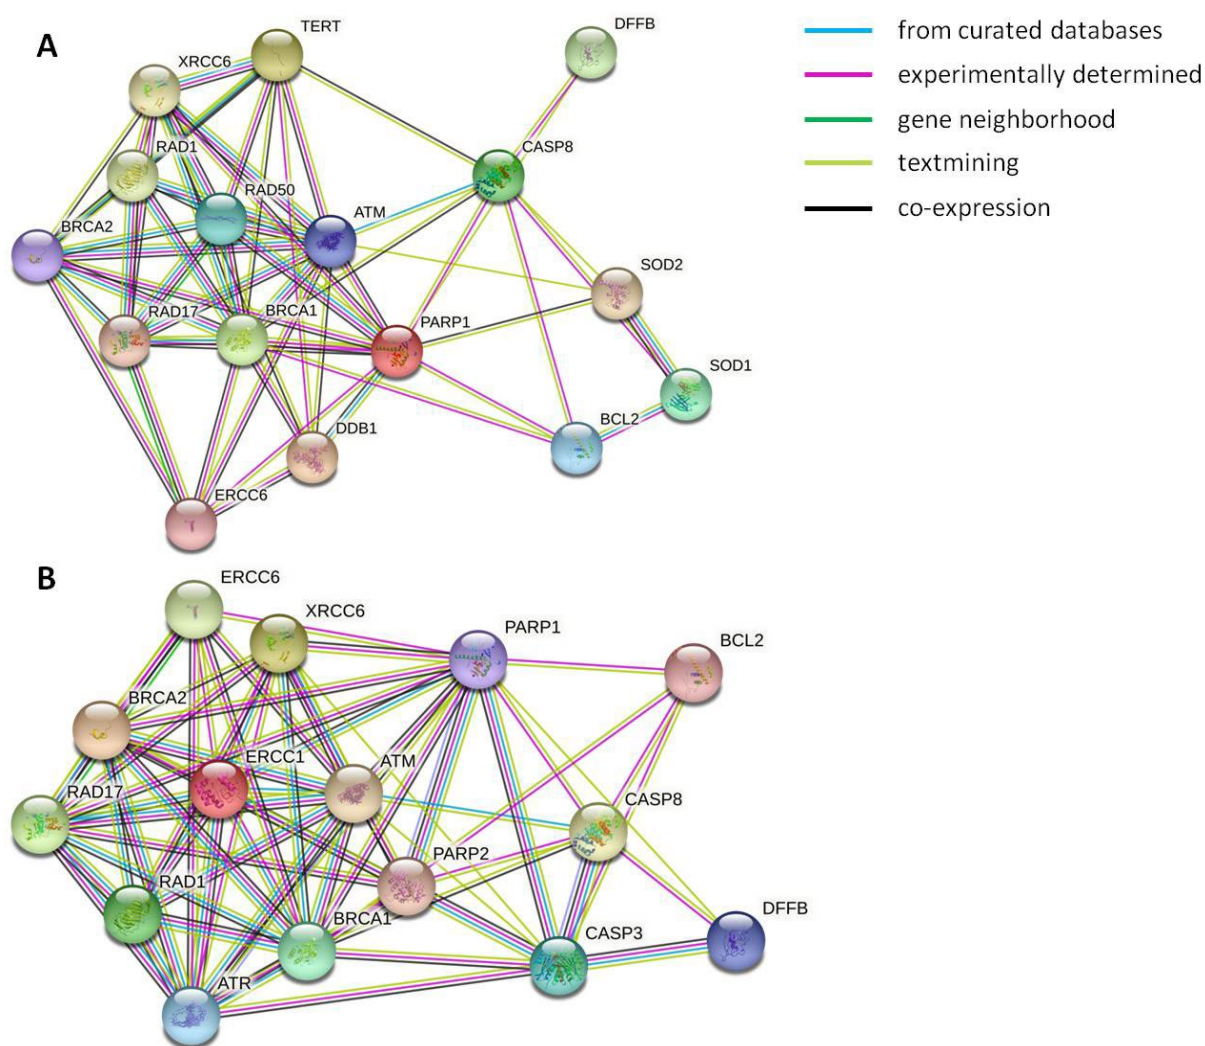 A
TERT
DFFB
XRCC6
CASP8
RAD1
RAD50
ATM
BRCA2
SOD2
RAD17
BRCA1
PARP1
SOD1
DDB1
BCL2
ERCC6
from curated databases
experimentally determined
gene neighborhood
textmining
co-expression
B
ERCC6
XRCC6
PARP1
BCL2
BRCA2
ERCC1
ATM
RAD17
CASP8
PARP2
RAD1
BRCA1
DFFB
CASP3
ATR